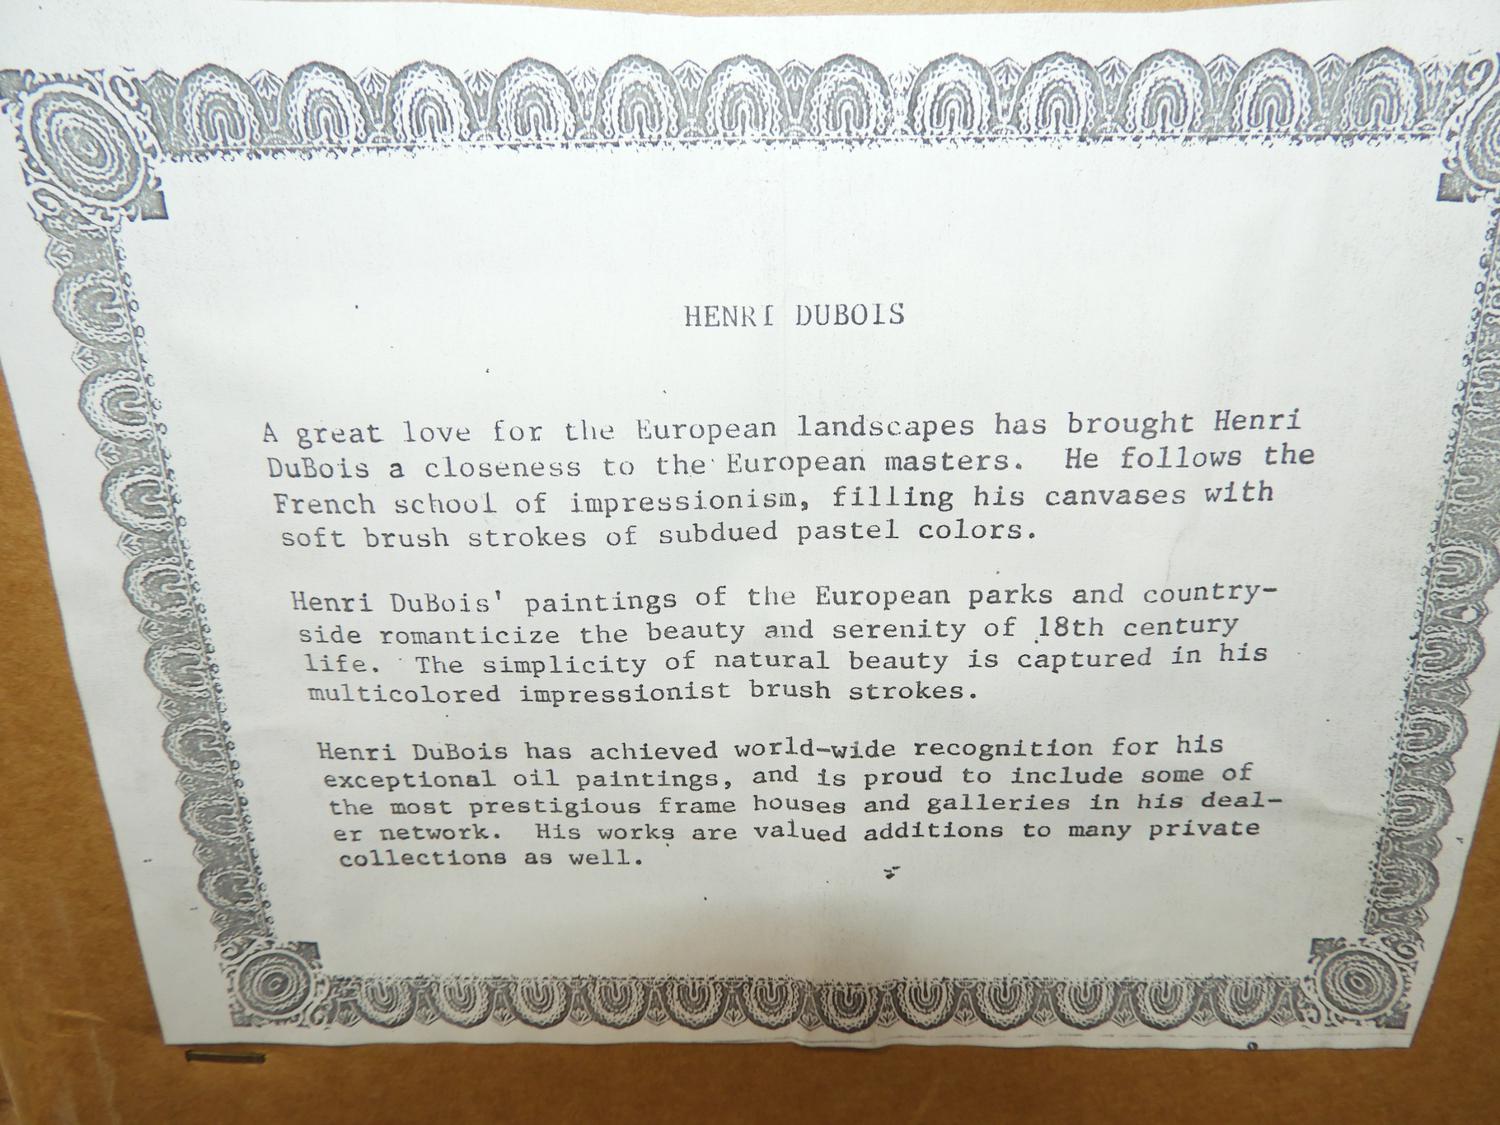 HENRI DUBOIS
A great love for the European landscapes has brought Henri
DuBois a closeness to the European masters. He follows the
French school of impressionism, filling his canvases with
soft brush strokes of subdued pastel colors.
Henri DuBois' paintings of the European parks and country-
side romanticize the beauty and serenity of 18th century
life. The simplicity of natural beauty is captured in his
multicolored impressionist brush strokes.
Henri DuBois has achieved world-wide recognition for his
exceptional oil paintings, and is proud to include some of
the most prestigious frame houses and galleries in his deal-
er network. His works are valued additions to many private
collections as well.